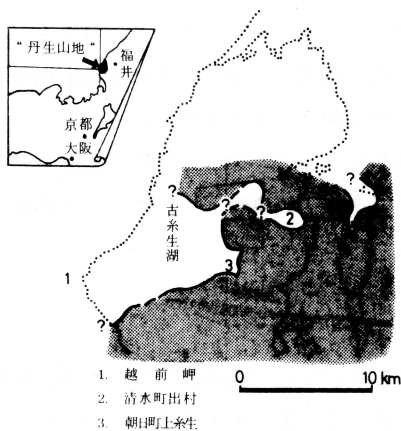 “丹生山地”
福井
京都
大阪
?
?
?
?
2
古糸生湖
3
1
?
1. 越前岬
2. 清水町出村
3. 朝日町上糸生
0 10 km